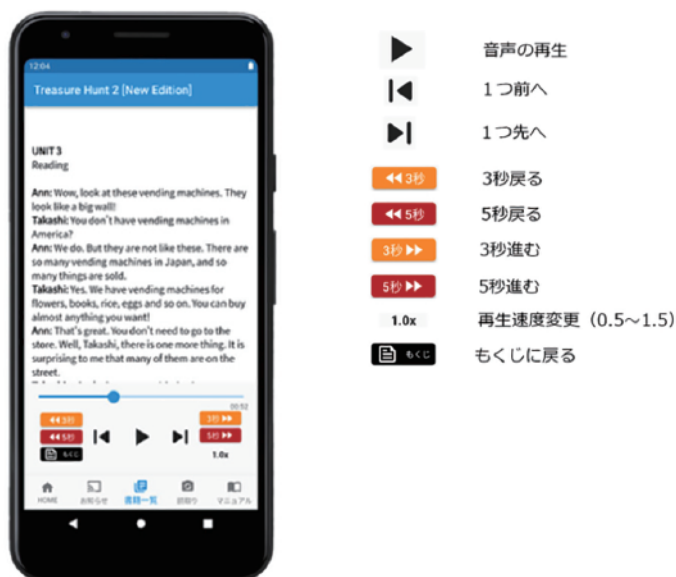 12:04
Treasure Hunt 2 [New Edition]
UNIT 3
Reading
Ann: Wow, look at these vending machines. They
look like a big wall!
Takashi: You don't have vending machines in
America?
Ann: We do. But they are not like these. There are
so many vending machines in Japan, and so
many things are sold.
Takashi: Yes. We have vending machines for
flowers, books, rice, eggs and so on. You can buy
almost anything you want!
Ann: That's great. You don't need to go to the
store. Well, Takashi, there is one more thing. It is
surprising to me that many of them are on the
street.
00:52
3秒
5秒
もくじ
3秒
5秒
1.0x
HOME
お知らせ
書籍一覧
読取り
マニュアル
音声の再生
1つ前へ
1つ先へ
3秒 3秒戻る
5秒 5秒戻る
3秒 3秒進む
5秒 5秒進む
1.0x 再生速度変更（0.5～1.5）
もくじ もくじに戻る